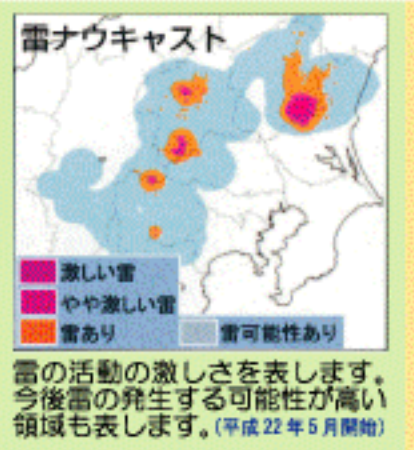 雷ナウキャスト
激しい雷
やや激しい雷
雷あり
雷可能性あり
雷の活動の激しさを表します。
今後雷の発生する可能性が高い
領域も表します。(平成22年5月開始)